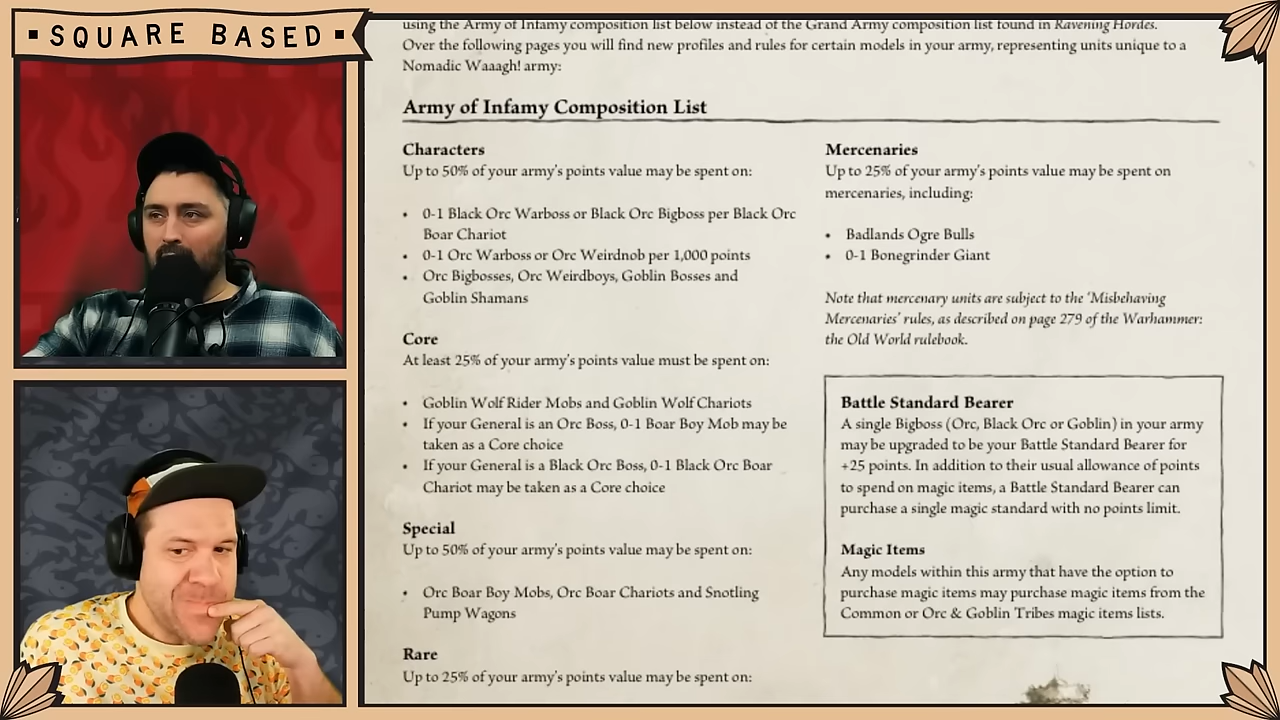 SQUARE BASED
using the Army of Infamy composition list below instead of the Grand Army composition list found in Ravening Hordes.
Over the following pages you will find new profiles and rules for certain models in your army, representing units unique to a
Nomadic Waaagh! army:
Army of Infamy Composition List
Characters
Up to 50% of your army's points value may be spent on:
• 0-1 Black Orc Warboss or Black Orc Bigboss per Black Orc
Boar Chariot
• 0-1 Orc Warboss or Orc Weirdnob per 1,000 points
• Orc Bigbosses, Orc Weirdboys, Goblin Bosses and
Goblin Shamans
Core
At least 25% of your army's points value must be spent on:
• Goblin Wolf Rider Mobs and Goblin Wolf Chariots
• If your General is an Orc Boss, 0-1 Boar Boy Mob may be
taken as a Core choice
• If your General is a Black Orc Boss, 0-1 Black Orc Boar
Chariot may be taken as a Core choice
Special
Up to 50% of your army's points value may be spent on:
• Orc Boar Boy Mobs, Orc Boar Chariots and Snotling
Pump Wagons
Rare
Up to 25% of your army's points value may be spent on:
Mercenaries
Up to 25% of your army's points value may be spent on
mercenaries, including:
• Badlands Ogre Bulls
• 0-1 Bonegrinder Giant
Note that mercenary units are subject to the 'Misbehaving
Mercenaries' rules, as described on page 279 of the Warhammer:
the Old World rulebook.
Battle Standard Bearer
A single Bigboss (Orc, Black Orc or Goblin) in your army
may be upgraded to be your Battle Standard Bearer for
+25 points. In addition to their usual allowance of points
to spend on magic items, a Battle Standard Bearer can
purchase a single magic standard with no points limit.
Magic Items
Any models within this army that have the option to
purchase magic items may purchase magic items from the
Common or Orc & Goblin Tribes magic items lists.